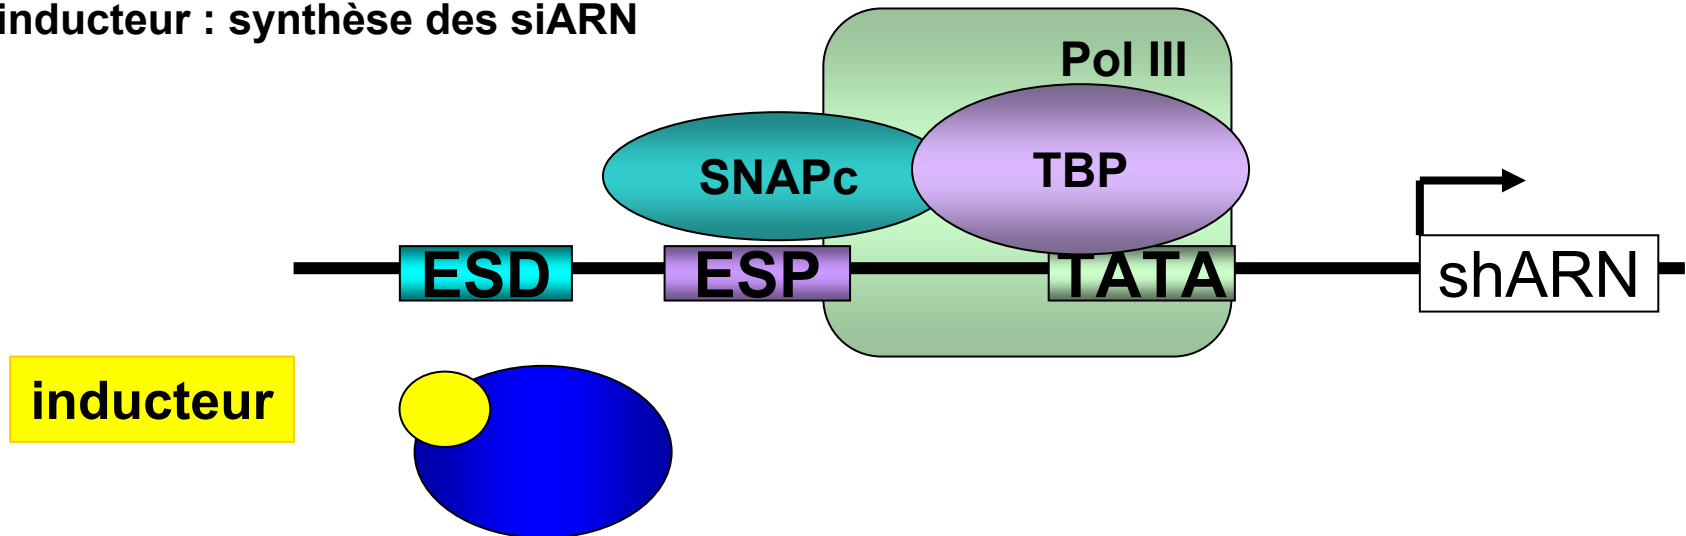 inducteur : synthèse des siARN
Pol III
SNAPc
TBP
ESD
ESP
TATA
shARN
inducteur